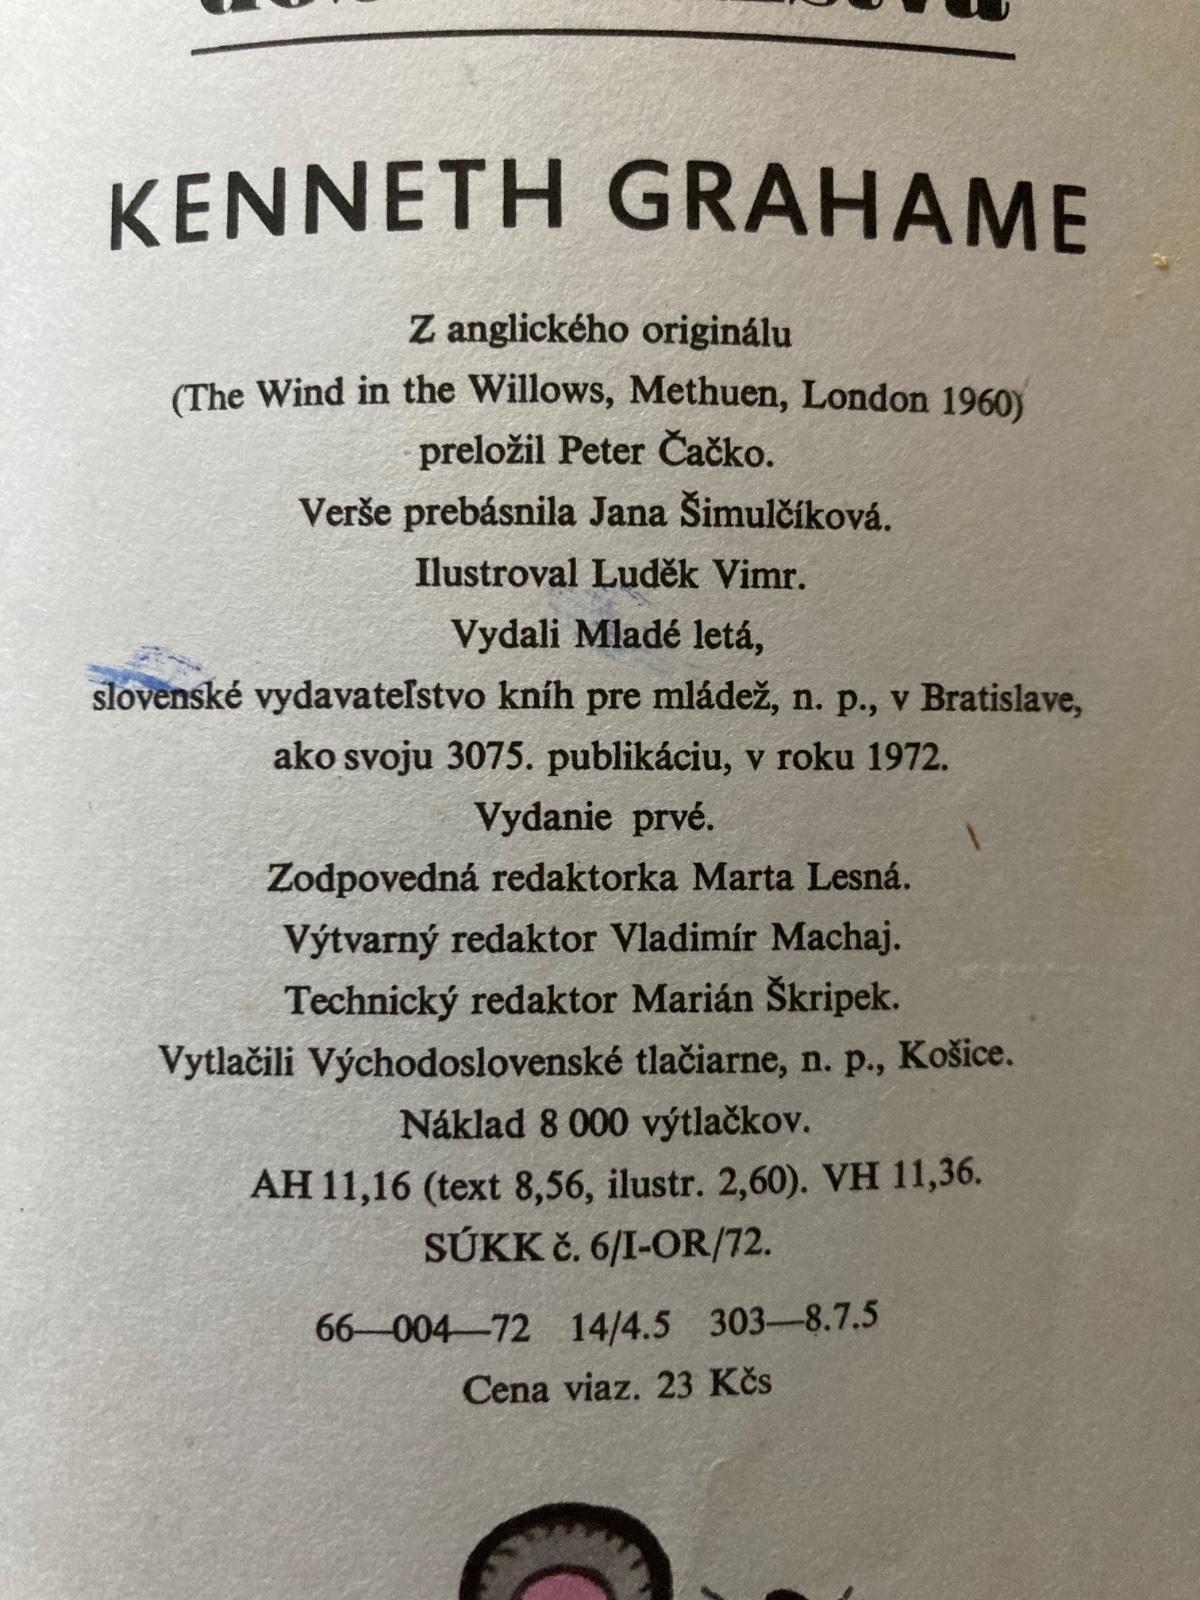 KENNETH GRAHAME
Z anglického originálu
(The Wind in the Willows, Methuen, London 1960)
preložil Peter Čačko.
Verše prebásnila Jana Šimulčíková.
Ilustroval Luděk Vimr.
Vydali Mladé letá,
slovenské vydavateľstvo kníh pre mládež, n. p., v Bratislave,
ako svoju 3075. publikáciu, v roku 1972.
Vydanie prvé.
Zodpovedná redaktorka Marta Lesná.
Výtvarný redaktor Vladimír Machaj.
Technický redaktor Marián Škripek.
Vytlačili Východoslovenské tlačiarne, n. p., Košice.
Náklad 8 000 výtlačkov.
AH 11,16 (text 8,56, ilustr. 2,60). VH 11,36.
SÚKK č. 6/I-OR/72.
66—004—72 14/4.5 303—8.7.5
Cena viaz. 23 Kčs